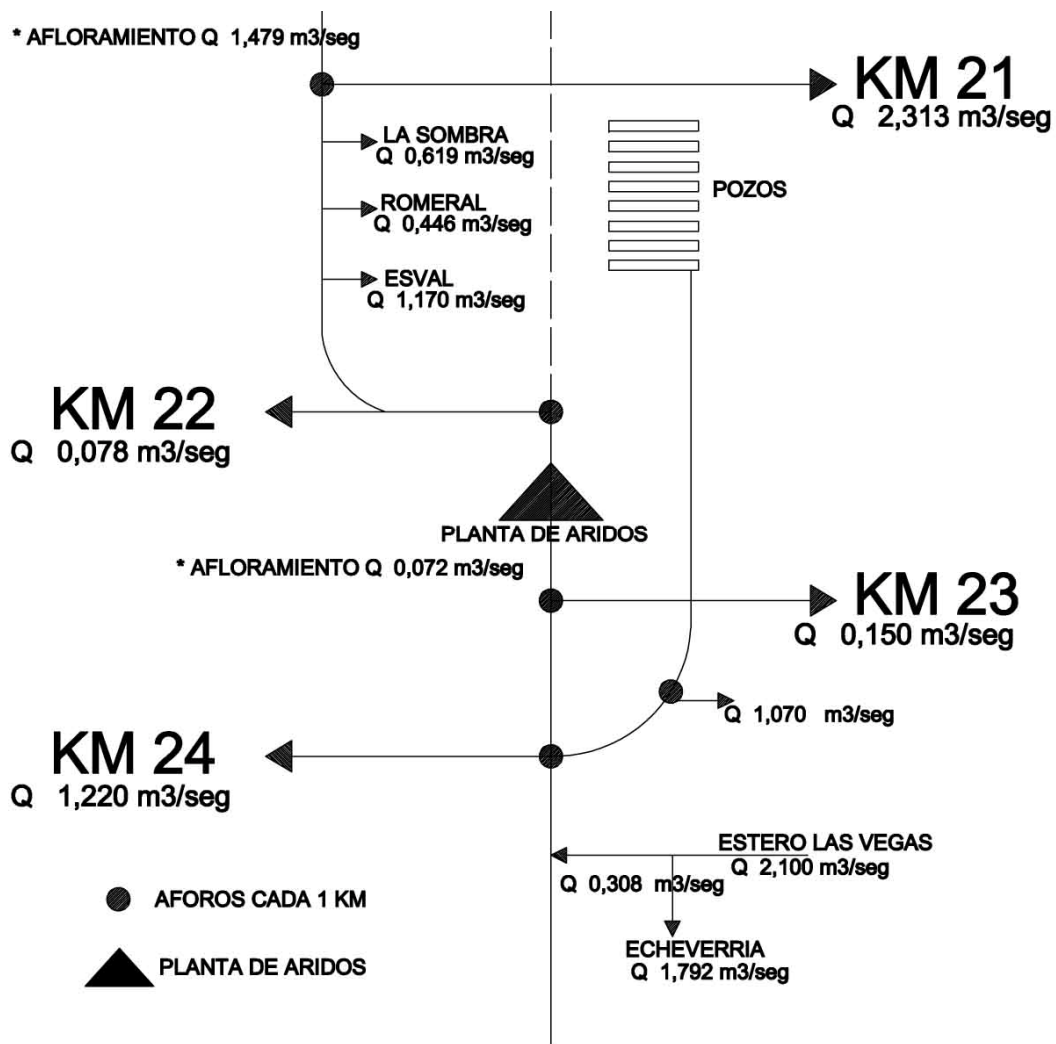 * AFLORAMIENTO Q 1,479 m3/seg
KM 21
Q 2,313 m3/seg
LA SOMBRA
Q 0,619 m3/seg
POZOS
ROMERAL
Q 0,446 m3/seg
ESVAL
Q 1,170 m3/seg
KM 22
Q 0,078 m3/seg
PLANTA DE ARIDOS
* AFLORAMIENTO Q 0,072 m3/seg
KM 23
Q 0,150 m3/seg
Q 1,070 m3/seg
KM 24
Q 1,220 m3/seg
ESTERO LAS VEGAS
Q 2,100 m3/seg
Q 0,308 m3/seg
AFOROS CADA 1 KM
ECHEVERRIA
Q 1,792 m3/seg
PLANTA DE ARIDOS